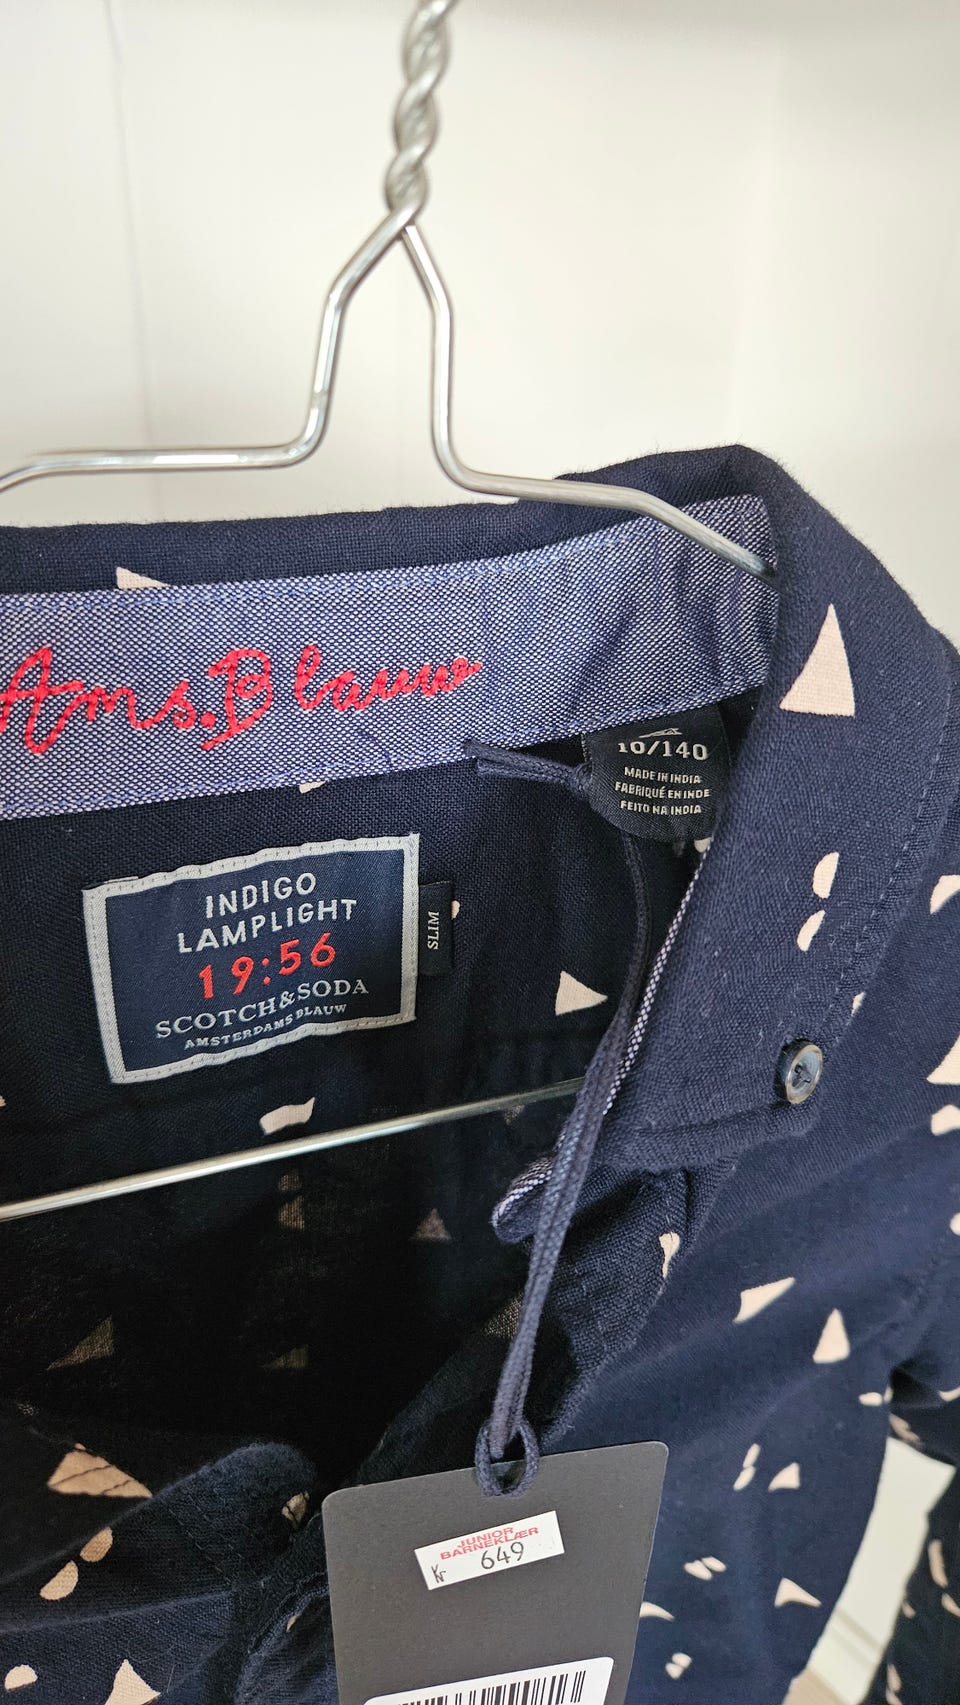 Ams. Blauw
10/140
MADE IN INDIA
FABRIQUÉ EN INDE
FEITO NA INDIA
INDIGO
LAMPLIGHT
19:56
SCOTCH&SODA
AMSTERDAMS BLAUW
SLIM
JUNIOR
BARNEKLÆR
Kr 649